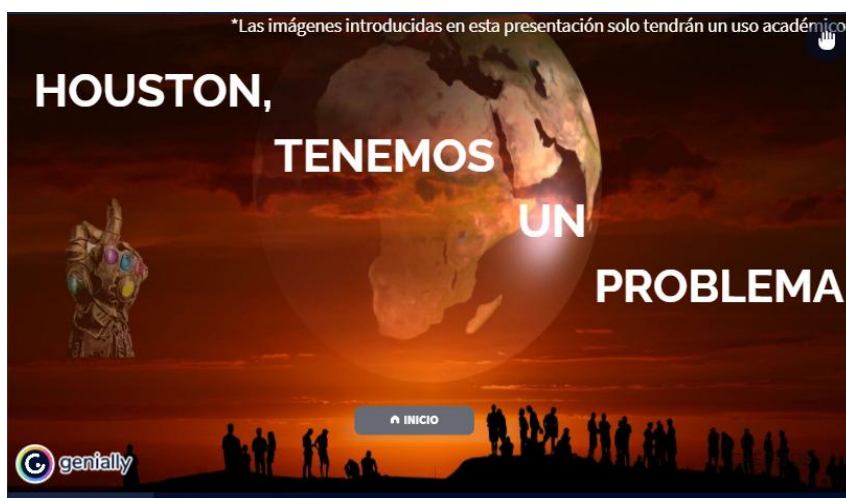 *Las imágenes introducidas en esta presentación solo tendrán un uso académico
HOUSTON,
TENEMOS
UN
PROBLEMA
INICIO
genially